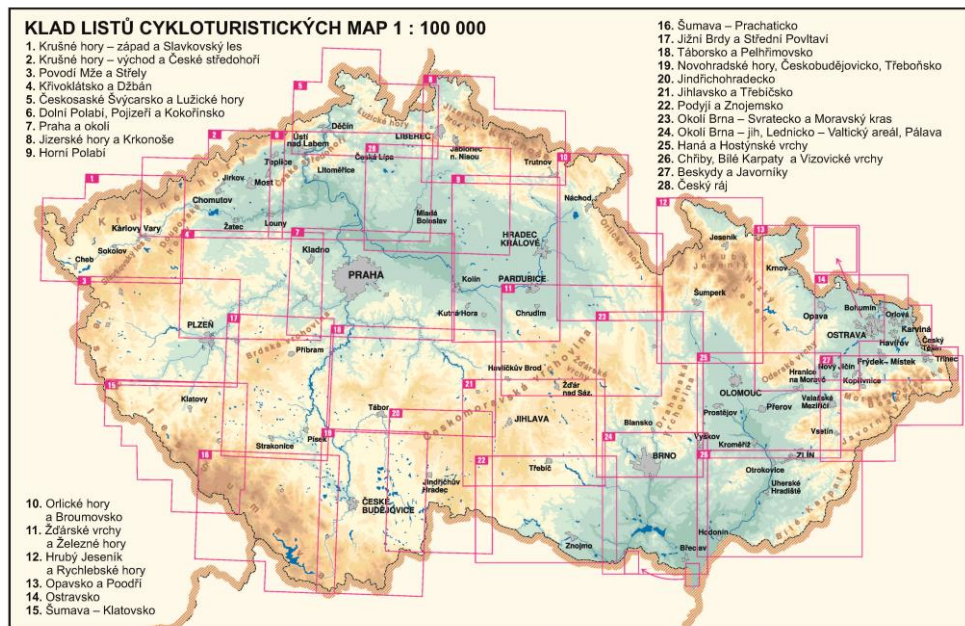 KLAD LISTŮ CYKLOTURISTICKÝCH MAP 1 : 100 000
1. Krušné hory – západ a Slavkovský les
2. Krušné hory – východ a České středohoří
3. Povodí Mže a Střely
4. Křivoklátsko a Džbán
5. Českosaské Švýcarsko a Lužické hory
6. Dolní Polabí, Pojizeří a Kokořínsko
7. Praha a okolí
8. Jizerské hory a Krkonoše
9. Horní Polabí
16. Šumava – Prachaticko
17. Jižní Brdy a Střední Povltaví
18. Táborsko a Pelhřimovsko
19. Novohradské hory, Českobudějovicko, Třeboňsko
20. Jindřichohradecko
21. Jihlavsko a Třebíčsko
22. Podyjí a Znojemsko
23. Okolí Brna – Svratecko a Moravský kras
24. Okolí Brna – jih, Lednicko – Valtický areál, Pálava
25. Haná a Hostýnské vrchy
26. Chřiby, Bílé Karpaty a Vizovické vrchy
27. Beskydy a Javorníky
28. Český ráj
Děčín
Ústí
nad Labem
LIBEREC
Jablonec
n. Nisou
Trutnov
Teplice
Česká Lípa
Litoměřice
Jirkov
Most
Chomutov
Náchod
Karlovy Vary
Žatec
Louny
Mladá
Boleslav
Sokolov
Cheb
Kladno
HRADEC
KRÁLOVÉ
Jeseník
Krnov
PRAHA
Kolín
PARDUBICE
Šumperk
Opava
Bohumín
Orlová
Kutná Hora
Chrudim
OSTRAVA
Karviná
Havířov
Český
Těšín
PLZEŇ
Příbram
Brdská vrchovina
Třinec
Frýdek – Místek
Nový Jičín
Kopřivnice
Hranice
na Moravě
Havlíčkův Brod
Žďár
nad Sáz.
Žďárské
vrchy
OLOMOUC
Valašské
Meziříčí
Klatovy
Tábor
JIHLAVA
Prostějov
Přerov
Blansko
Vsetín
Strakonice
Písek
Vyškov
Kroměříž
Třebíč
BRNO
ZLÍN
Otrokovice
Jindřichův
Hradec
Uherské
Hradiště
ČESKÉ
BUDĚJOVICE
Hodonín
Znojmo
Břeclav
10. Orlické hory
a Broumovsko
11. Žďárské vrchy
a Železné hory
12. Hrubý Jeseník
a Rychlebské hory
13. Opavsko a Poodří
14. Ostravsko
15. Šumava – Klatovsko